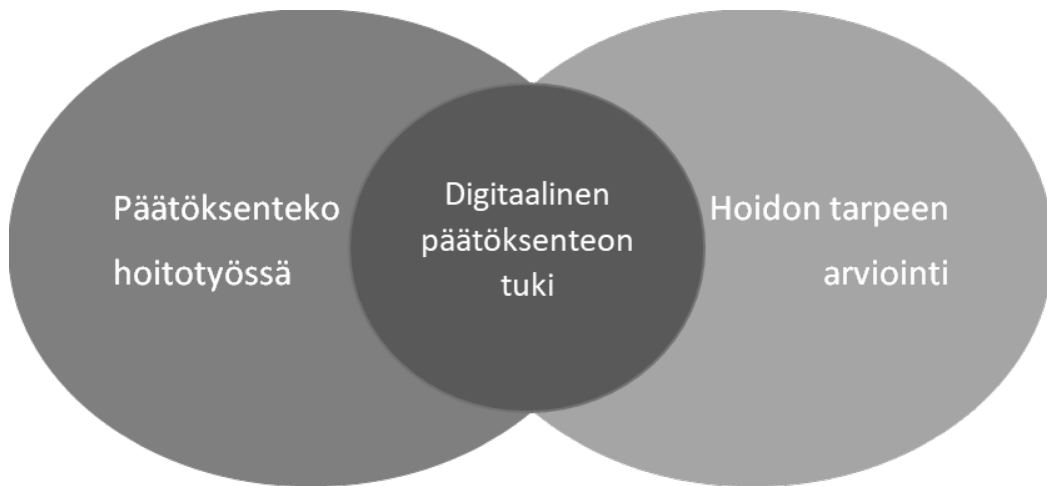 Päätöksenteko
hoitotyössä
Digitaalinen
päätöksenteon
tuki
Hoidon tarpeen
arviointi